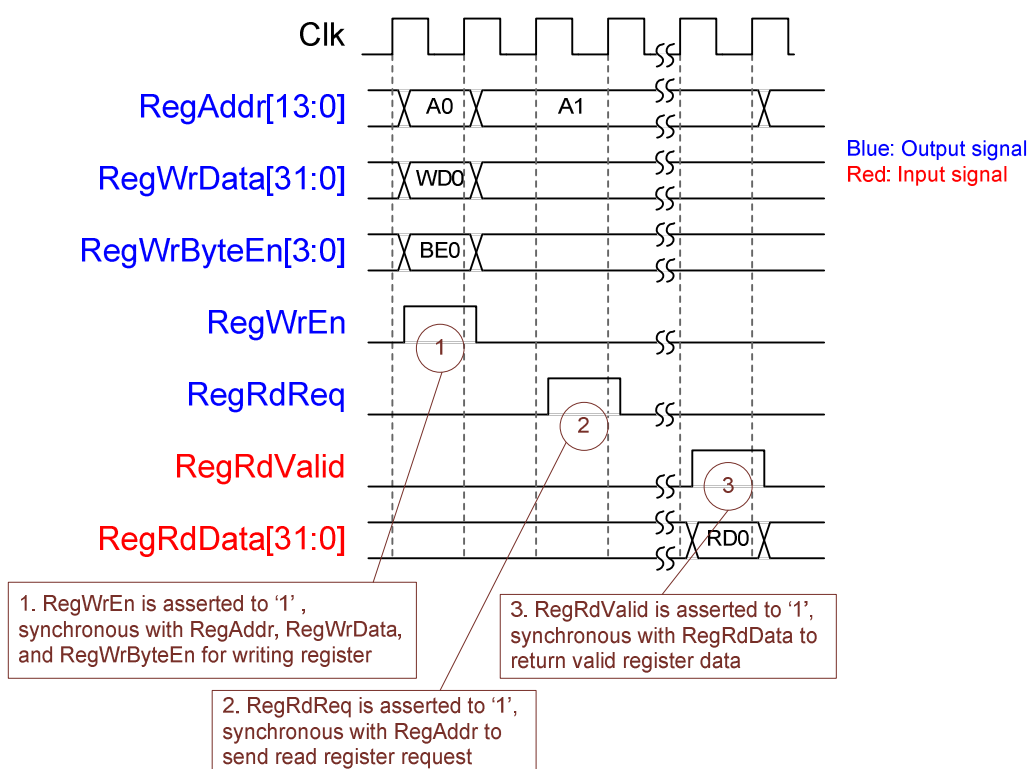 Clk
RegAddr[13:0]
A0
A1
Blue: Output signal
Red: Input signal
RegWrData[31:0]
WD0
RegWrByteEn[3:0]
BE0
RegWrEn
1
RegRdReq
2
RegRdValid
3
RegRdData[31:0]
RD0
1. RegWrEn is asserted to ‘1’ ,
synchronous with RegAddr, RegWrData,
and RegWrByteEn for writing register
3. RegRdValid is asserted to ‘1’,
synchronous with RegRdData to
return valid register data
2. RegRdReq is asserted to ‘1’,
synchronous with RegAddr to
send read register request